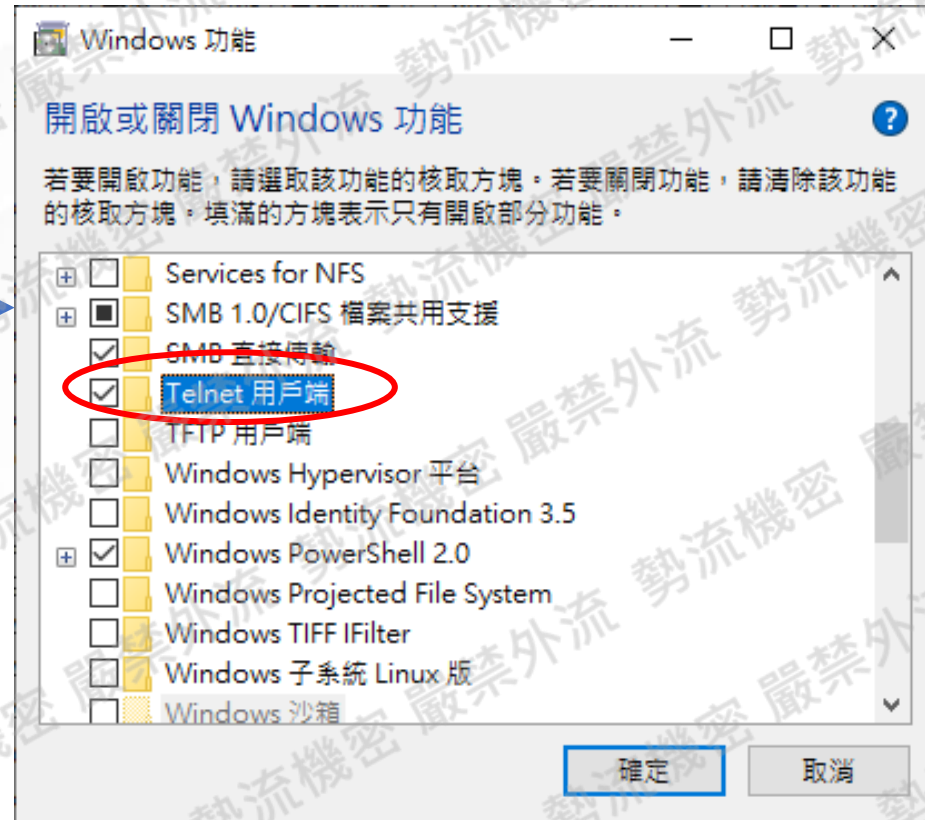 Windows 功能
開啟或關閉 Windows 功能
若要開啟功能，請選取該功能的核取方塊。若要關閉功能，請清除該功能
的核取方塊。填滿的方塊表示只有開啟部分功能。
Services for NFS
SMB 1.0/CIFS 檔案共用支援
SMB 直接傳輸
Telnet 用戶端
TFTP 用戶端
Windows Hypervisor 平台
Windows Identity Foundation 3.5
Windows PowerShell 2.0
Windows Projected File System
Windows TIFF IFilter
Windows 子系統 Linux 版
Windows 沙箱
確定
取消
勢流機密 嚴禁外流